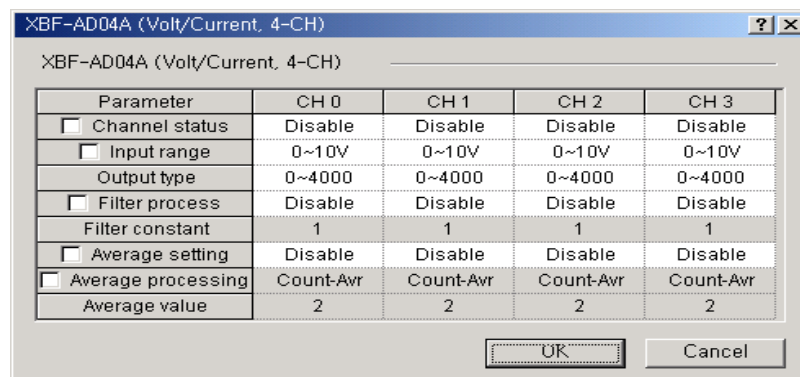 XBF-AD04A (Volt/Current, 4-CH)
XBF-AD04A (Volt/Current, 4-CH)
Parameter CH 0 CH 1 CH 2 CH 3
Channel status Disable Disable Disable Disable
Input range 0~10V 0~10V 0~10V 0~10V
Output type 0~4000 0~4000 0~4000 0~4000
Filter process Disable Disable Disable Disable
Filter constant 1 1 1 1
Average setting Disable Disable Disable Disable
Average processing Count-Avr Count-Avr Count-Avr Count-Avr
Average value 2 2 2 2
OK Cancel